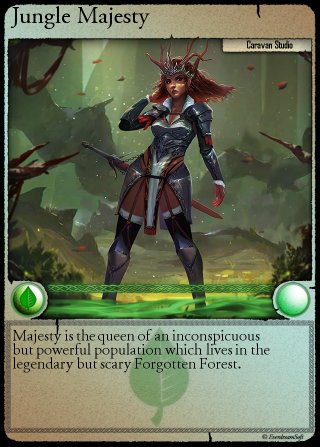 Jungle Majesty
Caravan Studio
Majesty is the queen of an inconspicuous
but powerful population which lives in the
legendary but scary Forgotten Forest.
© EverdreamSoft